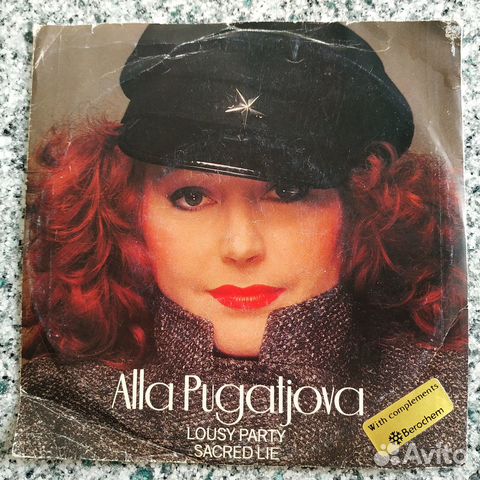 Alla Pugatjova
LOUSY PARTY
SACRED LIE
With complements
Berochem
Avito